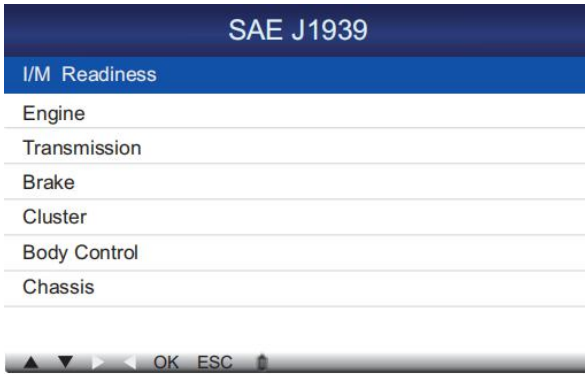 SAE J1939
I/M Readiness
Engine
Transmission
Brake
Cluster
Body Control
Chassis
OK ESC